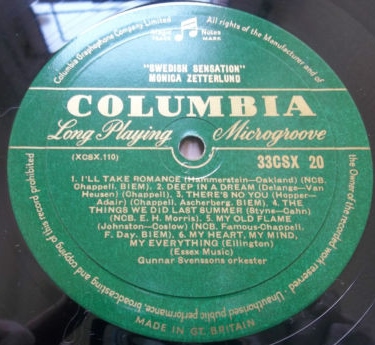 Columbia Graphophone Company Limited
All rights of the Manufacturer and of
Magic Notes
TRADE MARK
"SWEDISH SENSATION"
MONICA ZETTERLUND
COLUMBIA
Long Playing Microgroove
(XCSX.110)
33CSX 20
1. I'LL TAKE ROMANCE (Hammerstein—Oakland) (NCB.
Chappell. BIEM). 2. DEEP IN A DREAM (Delange—Van
Heusen) (Chappell). 3. THERE'S NO YOU (Hopper—
Adair) (Chappell, Ascherberg. BIEM). 4. THE
THINGS WE DID LAST SUMMER (Styne—Cahn)
(NCB. E. H. Morris). 5. MY OLD FLAME
(Johnston—Coslow) (NCB. Famous-Chappell.
F. Day. BIEM). 6. MY HEART, MY MIND,
MY EVERYTHING (Ellington)
(Essex Music)
Gunnar Svenssons orkester
the Owner of the recorded work reserved. Unauthorised public performance, broadcasting and copying of this record prohibited
MADE IN GT. BRITAIN